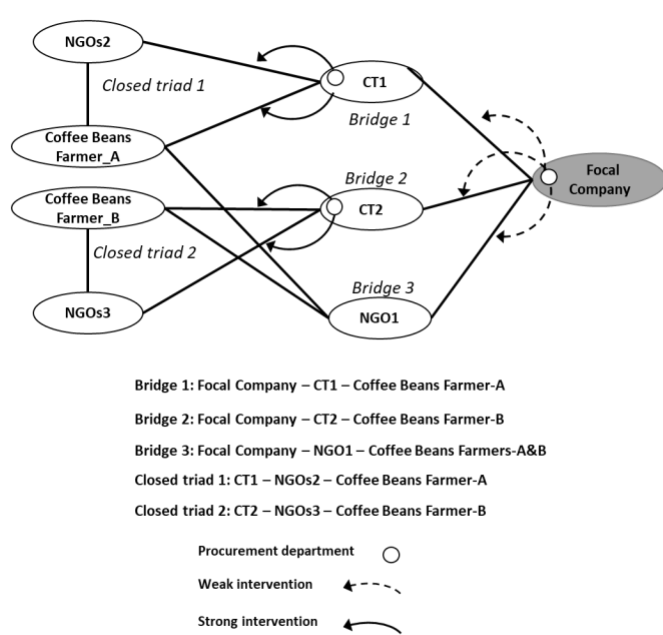 NGOs2
Closed triad 1
Coffee Beans
Farmer_A
CT1
Bridge 1
Focal
Company
Coffee Beans
Farmer_B
Bridge 2
CT2
Closed triad 2
NGOs3
Bridge 3
NGO1
Bridge 1: Focal Company – CT1 – Coffee Beans Farmer-A
Bridge 2: Focal Company – CT2 – Coffee Beans Farmer-B
Bridge 3: Focal Company – NGO1 – Coffee Beans Farmers-A&B
Closed triad 1: CT1 – NGOs2 – Coffee Beans Farmer-A
Closed triad 2: CT2 – NGOs3 – Coffee Beans Farmer-B
Procurement department
Weak intervention
Strong intervention